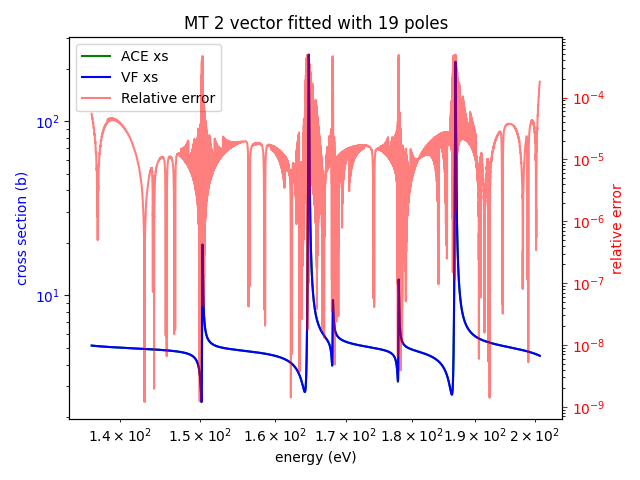 MT 2 vector fitted with 19 poles
ACE xs
VF xs
Relative error
cross section (b)
10²
10¹
relative error
10⁻⁴
10⁻⁵
10⁻⁶
10⁻⁷
10⁻⁸
10⁻⁹
1.4 × 10² 1.5 × 10² 1.6 × 10² 1.7 × 10² 1.8 × 10² 1.9 × 10² 2 × 10²
energy (eV)